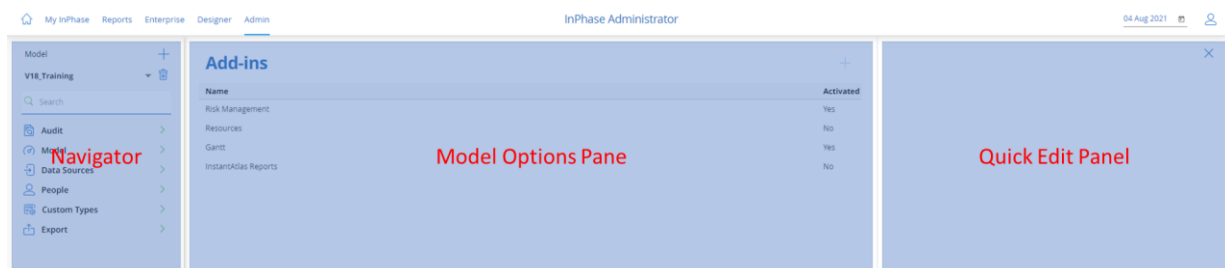 My InPhase Reports Enterprise Designer Admin InPhase Administrator 04 Aug 2021
Model
V18_Training
Search
Audit
Model
Data Sources
People
Custom Types
Export
Navigator
Add-ins
Name Activated
Risk Management Yes
Resources No
Gantt Yes
InstantAtlas Reports No
Model Options Pane
Quick Edit Panel